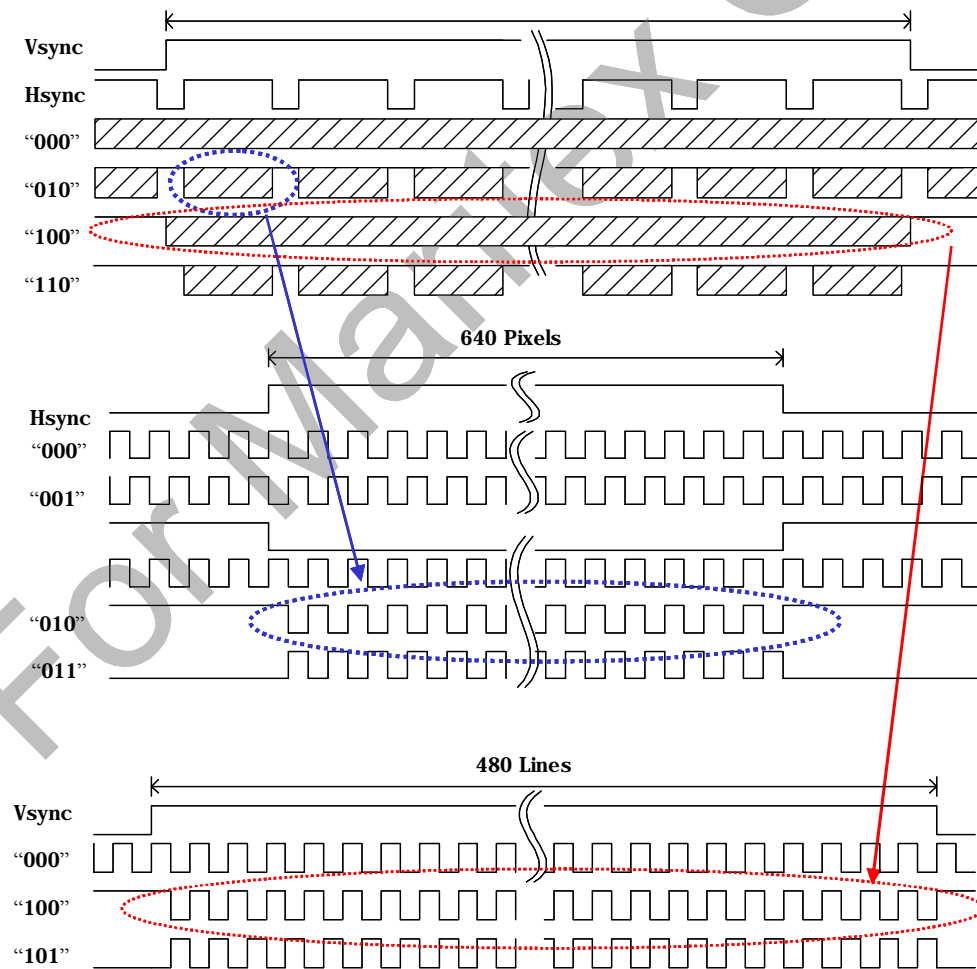 Vsync
Hsync
“000”
“010”
“100”
“110”
640 Pixels
Hsync
“000”
“001”
“010”
“011”
480 Lines
Vsync
“000”
“100”
“101”
For